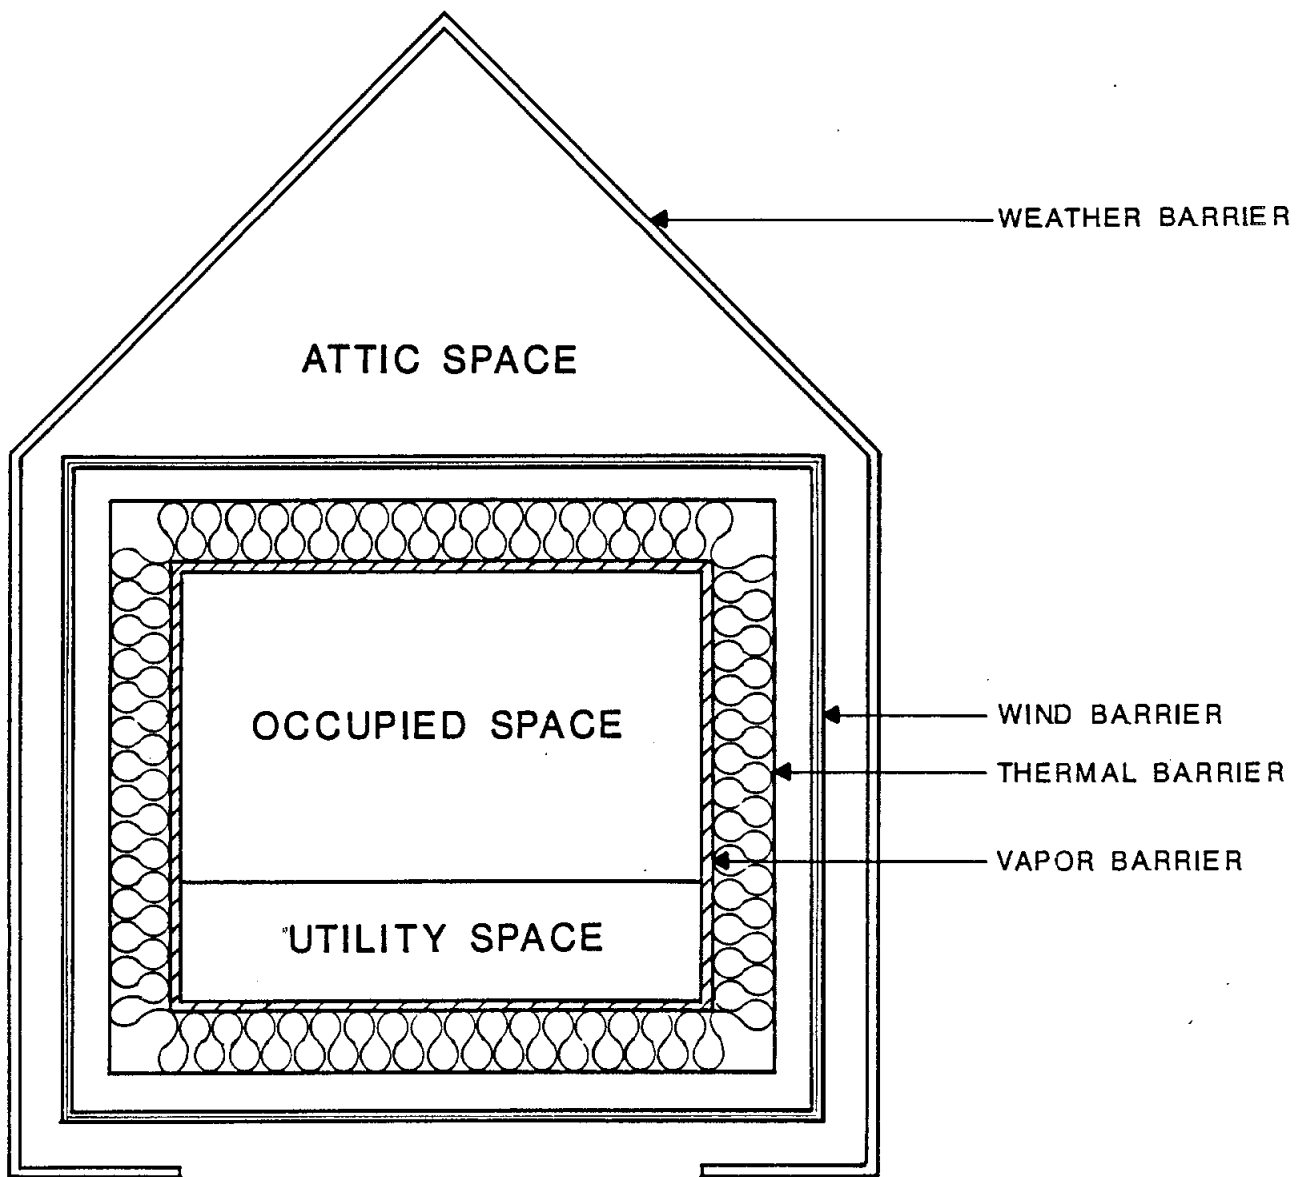 WEATHER BARRIER
ATTIC SPACE
OCCUPIED SPACE
WIND BARRIER
THERMAL BARRIER
VAPOR BARRIER
UTILITY SPACE